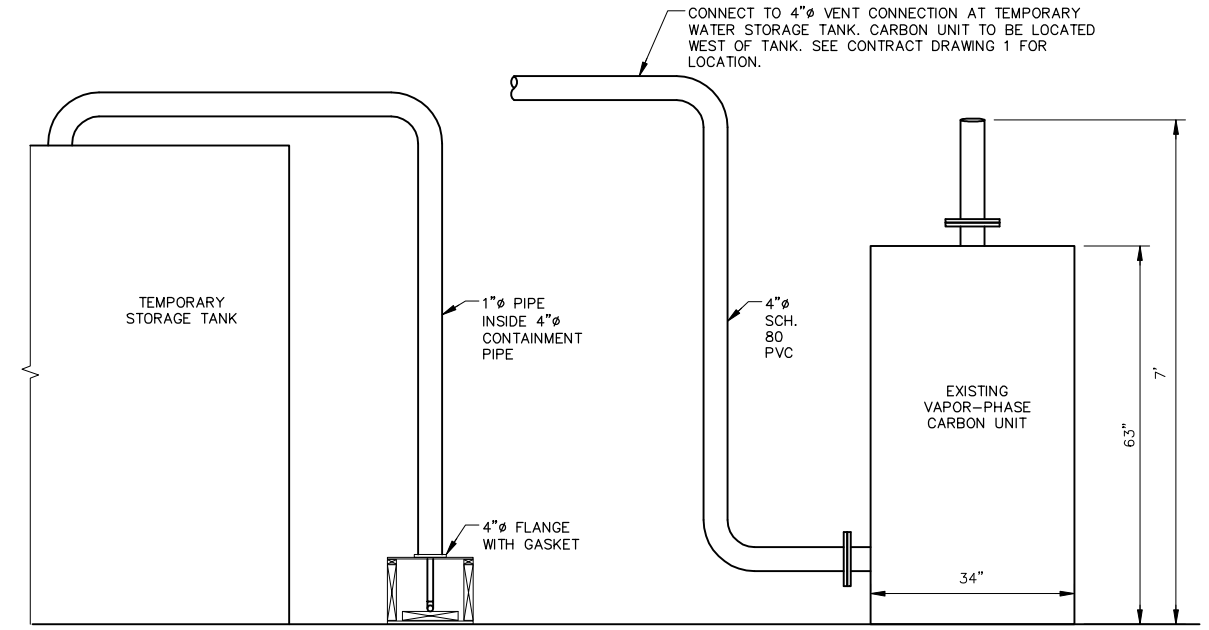 CONNECT TO 4"ø VENT CONNECTION AT TEMPORARY
WATER STORAGE TANK. CARBON UNIT TO BE LOCATED
WEST OF TANK. SEE CONTRACT DRAWING 1 FOR
LOCATION.
TEMPORARY
STORAGE TANK
1"ø PIPE
INSIDE 4"ø
CONTAINMENT
PIPE
4"ø
SCH.
80
PVC
EXISTING
VAPOR-PHASE
CARBON UNIT
7'
63"
4"ø FLANGE
WITH GASKET
34"